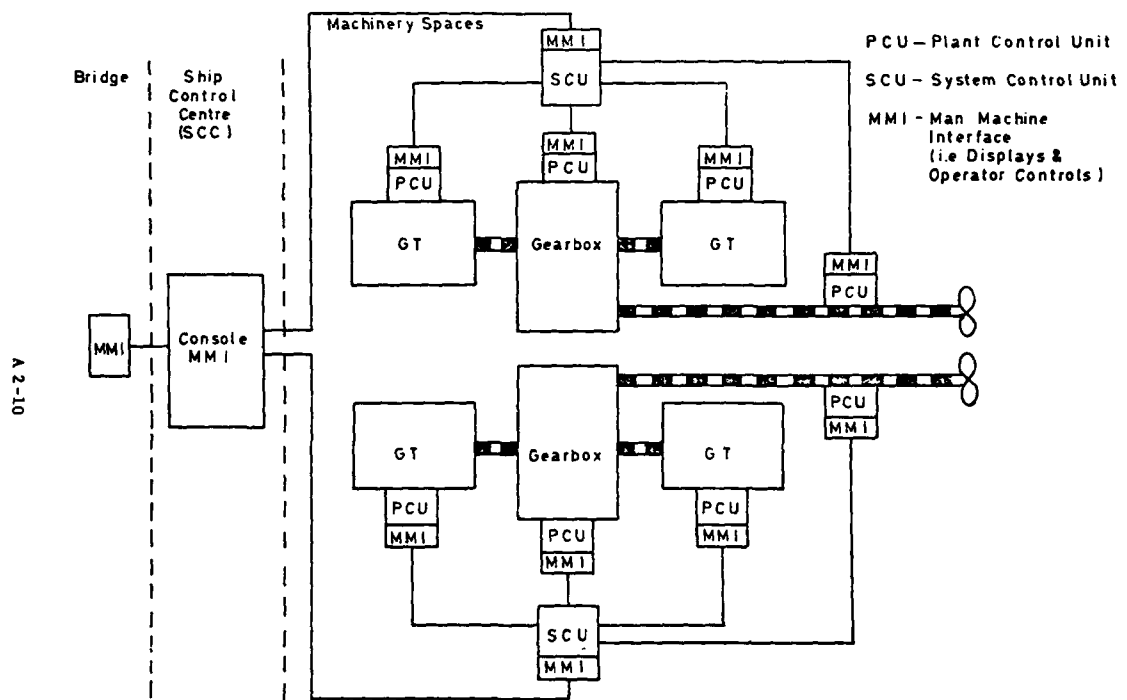 Machinery Spaces
Bridge
Ship
Control
Centre
(SCC)
PCU – Plant Control Unit
SCU – System Control Unit
MMI – Man Machine
Interface
(i.e Displays &
Operator Controls)
MMI
SCU
MMI
PCU
MMI
PCU
MMI
PCU
GT
Gearbox
GT
MMI
PCU
MMI
Console
MMI
A 2-10
PCU
MMI
GT
Gearbox
GT
PCU
MMI
PCU
MMI
PCU
MMI
SCU
MMI